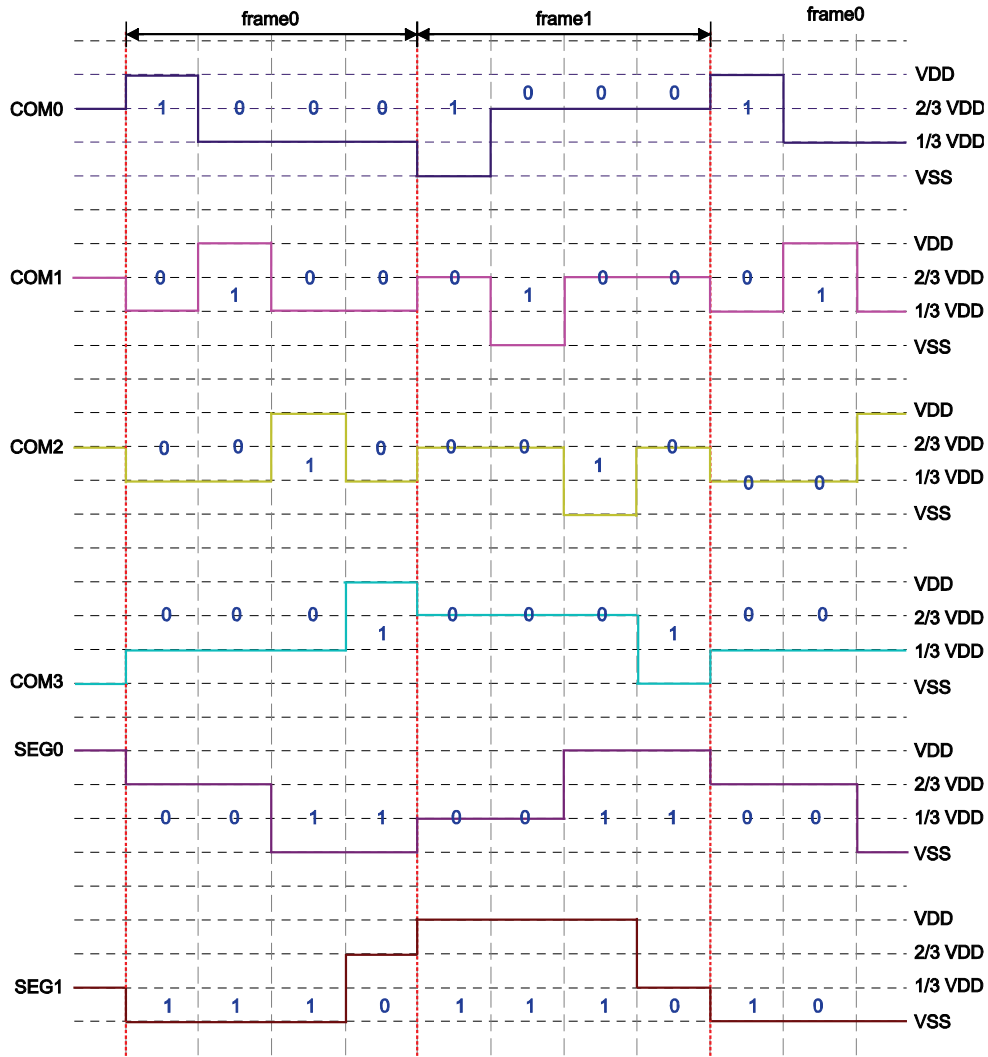 frame0 frame1 frame0
VDD
COM0 1 0 0 0 1 0 0 0 1 2/3 VDD
1/3 VDD
VSS
VDD
COM1 0 1 0 0 0 1 0 0 0 1 2/3 VDD
1/3 VDD
VSS
VDD
COM2 0 0 1 0 0 0 1 0 0 0 2/3 VDD
1/3 VDD
VSS
VDD
0 0 0 1 0 0 0 1 0 0 2/3 VDD
1/3 VDD
COM3 VSS
SEG0 VDD
2/3 VDD
0 0 1 1 0 0 1 1 0 0 1/3 VDD
VSS
VDD
2/3 VDD
SEG1 1/3 VDD
1 1 1 0 1 1 1 0 1 0 VSS